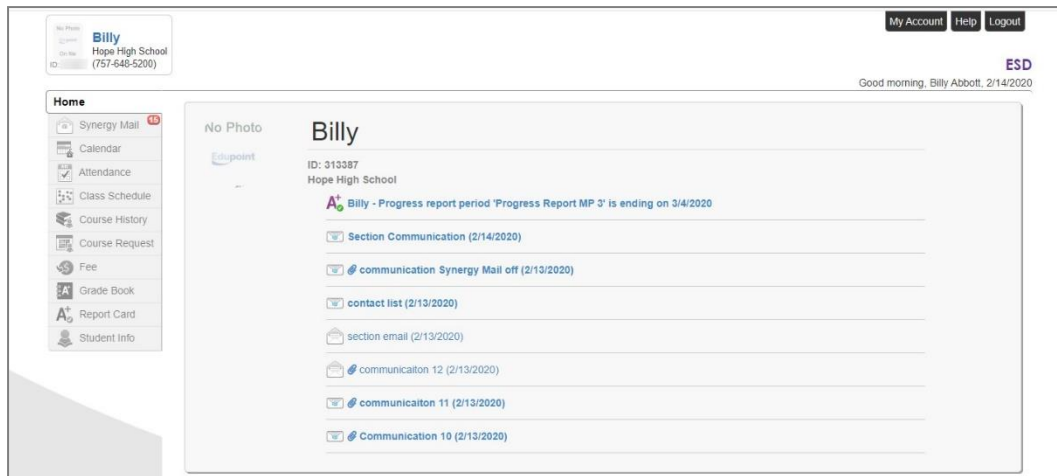 My Account Help Logout
No Photo
Billy
Hope High School
ID: (757-648-5200)
ESD
Good morning, Billy Abbott, 2/14/2020
Home
Synergy Mail 15
Calendar
Attendance
Class Schedule
Course History
Course Request
Fee
Grade Book
Report Card
Student Info
No Photo
Edupoint
Billy
ID: 313387
Hope High School
Billy - Progress report period 'Progress Report MP 3' is ending on 3/4/2020
Section Communication (2/14/2020)
communication Synergy Mail off (2/13/2020)
contact list (2/13/2020)
section email (2/13/2020)
communicaiton 12 (2/13/2020)
communicaiton 11 (2/13/2020)
Communication 10 (2/13/2020)